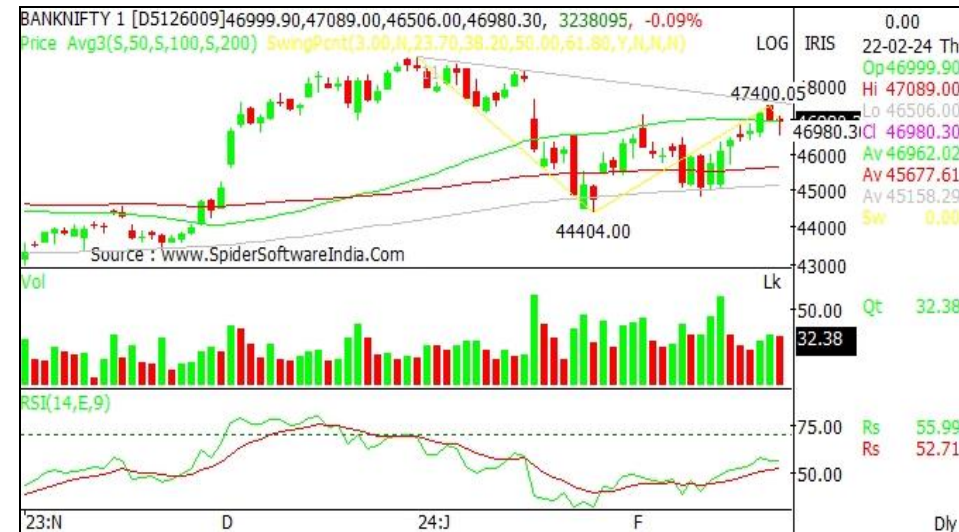 BANKNIFTY 1 [D5126009]46999.90,47089.00,46506.00,46980.30, 3238095, -0.09%
Price Avg3(S,50,S,100,S,200) SwingPcnt(3.00,N,23.70,38.20,50.00,61.80,Y,N,N,N)
LOG
IRIS
0.00
22-02-24 Th
Op46999.90
Hi 47089.00
Lo 46506.00
Cl 46980.30
Av 46962.02
Av 45677.61
Av 45158.29
Sw 0.00
47400.05
48000
46980.30
46000
45000
44000
43000
44404.00
Source : www.SpiderSoftwareIndia.Com
Vol
Lk
50.00
32.38
Qt 32.38
RSI(14,E,9)
75.00
50.00
Rs 55.99
Rs 52.71
'23:N D 24:J F
Dly